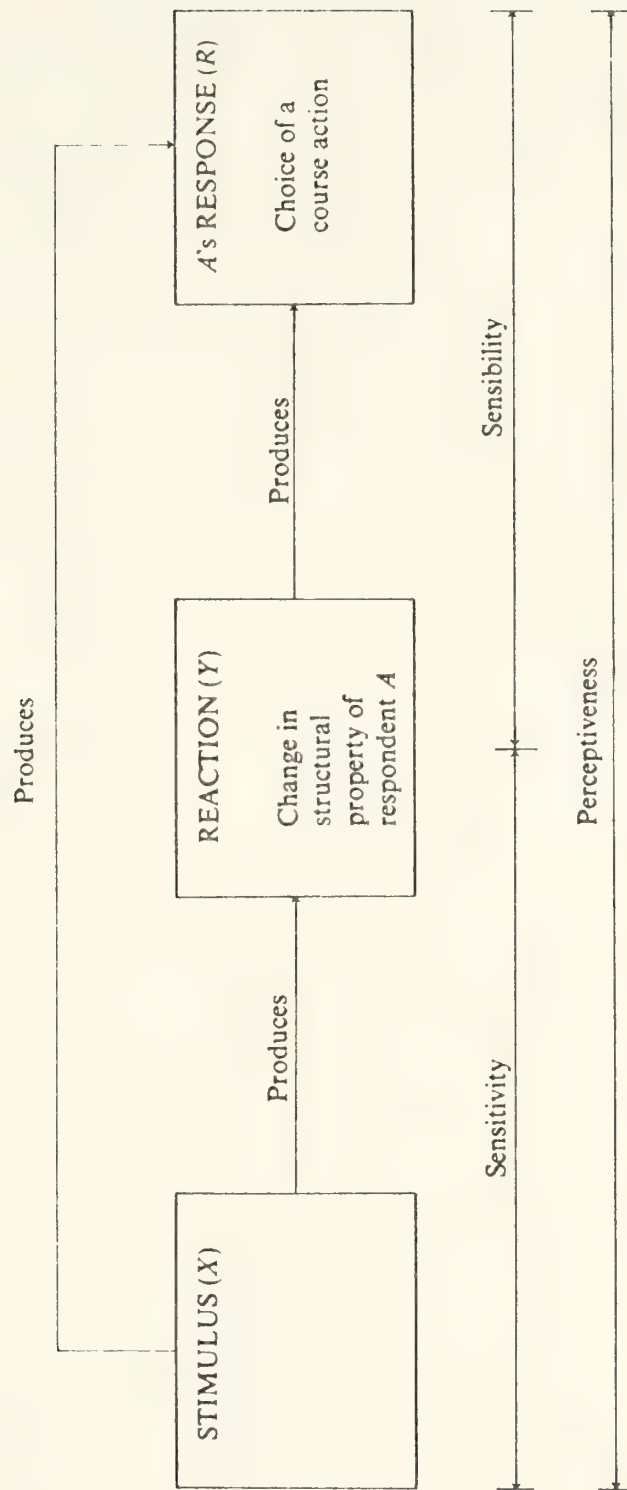 Produces
STIMULUS (X)
Produces
REACTION (Y)
Change in
structural
property of
respondent A
Produces
A's RESPONSE (R)
Choice of a
course action
Sensitivity
Sensibility
Perceptiveness